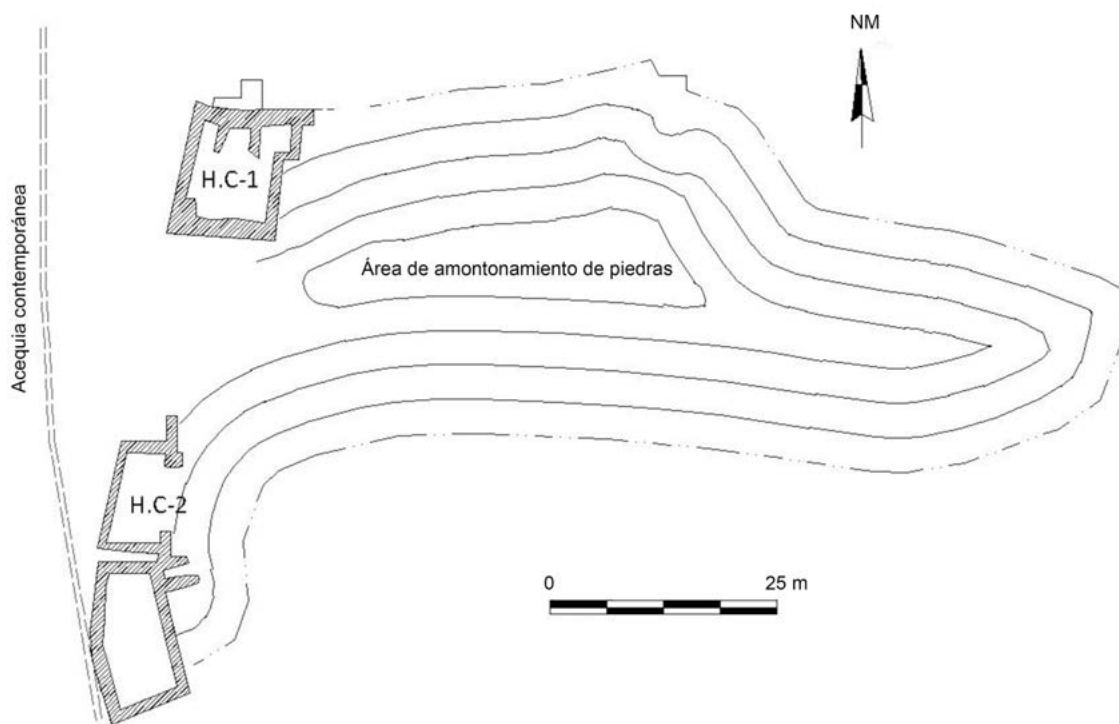 NM
H.C-1
Área de amontonamiento de piedras
Acequia contemporánea
H.C-2
0 25 m